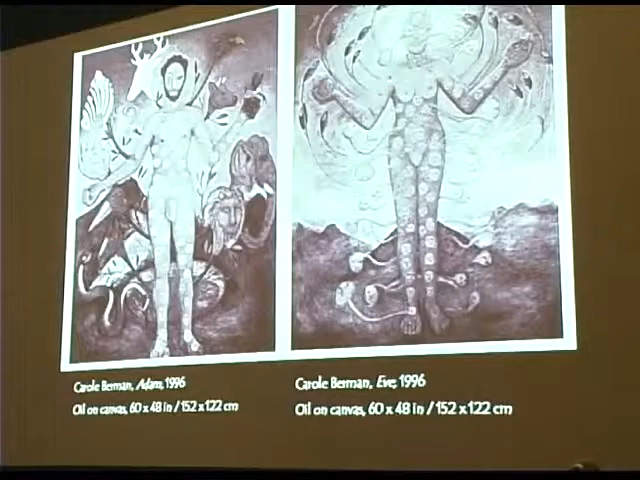 Carole Berman, Adam, 1996
Oil on canvas, 60 x 48 in / 152 x 122 cm
Carole Berman, Eve, 1996
Oil on canvas, 60 x 48 in / 152 x 122 cm